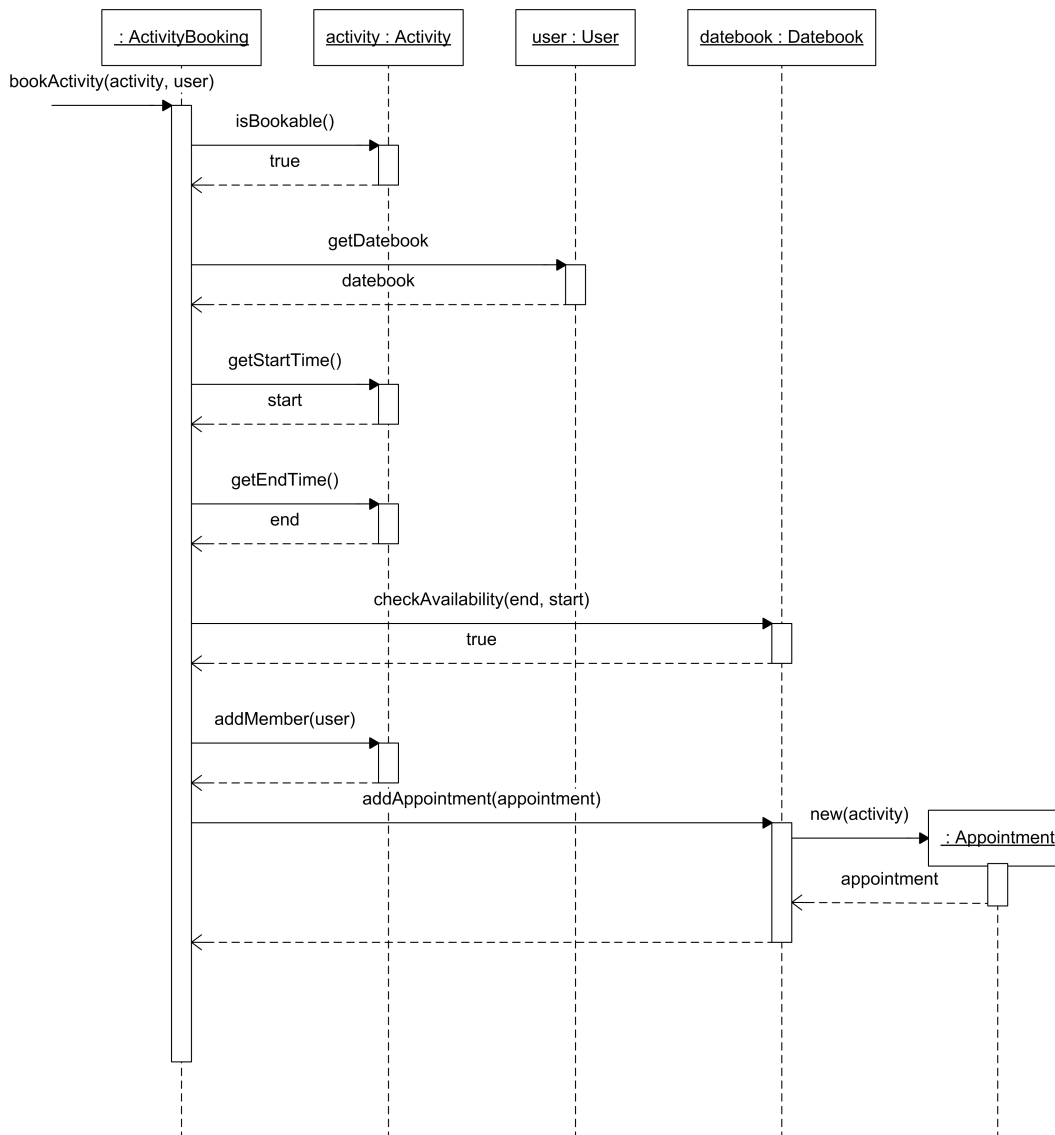 : ActivityBooking
activity : Activity
user : User
datebook : Datebook
bookActivity(activity, user)
isBookable()
true
getDatebook
datebook
getStartTime()
start
getEndTime()
end
checkAvailability(end, start)
true
addMember(user)
addAppointment(appointment)
new(activity)
: Appointment
appointment